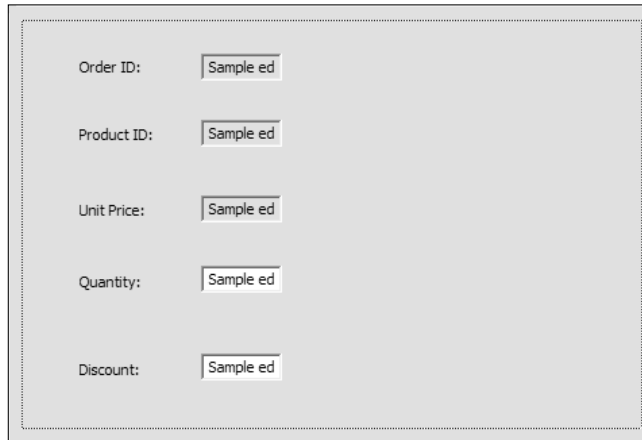 Order ID: Sample ed
Product ID: Sample ed
Unit Price: Sample ed
Quantity: Sample ed
Discount: Sample ed